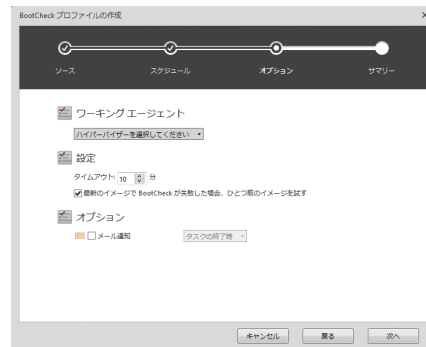 BootCheck プロファイルの作成
ソース
スケジュール
オプション
サマリー
ワーキング エージェント
ハイパーバイザーを選択してください
設定
タイムアウト: 10 分
最新のイメージで BootCheck が失敗した場合、ひとつ前のイメージを試す
オプション
メール通知 タスクの終了時
キャンセル 戻る 次へ